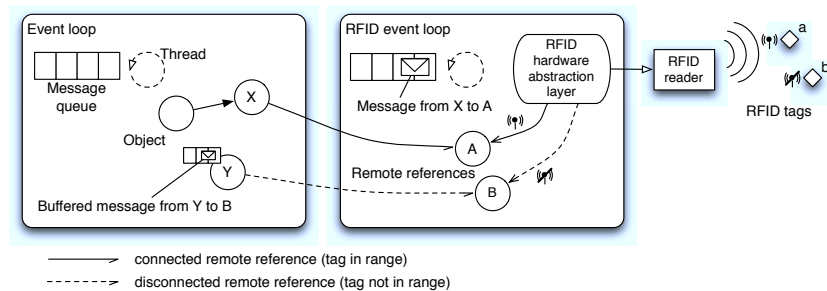 Event loop
Thread
Message
queue
Object
X
Y
Buffered message from Y to B
RFID event loop
Message from X to A
RFID
hardware
abstraction
layer
A
Remote references
B
RFID
reader
a
b
RFID tags
connected remote reference (tag in range)
disconnected remote reference (tag not in range)